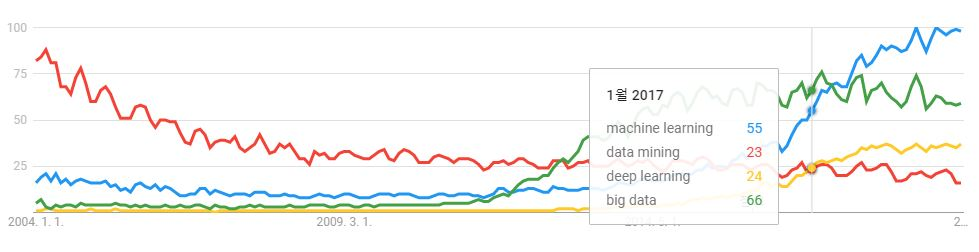 100
75
50
25
1월 2017
machine learning 55
data mining 23
deep learning 24
big data 66
2004. 1. 1.
2009. 3. 1.
2...